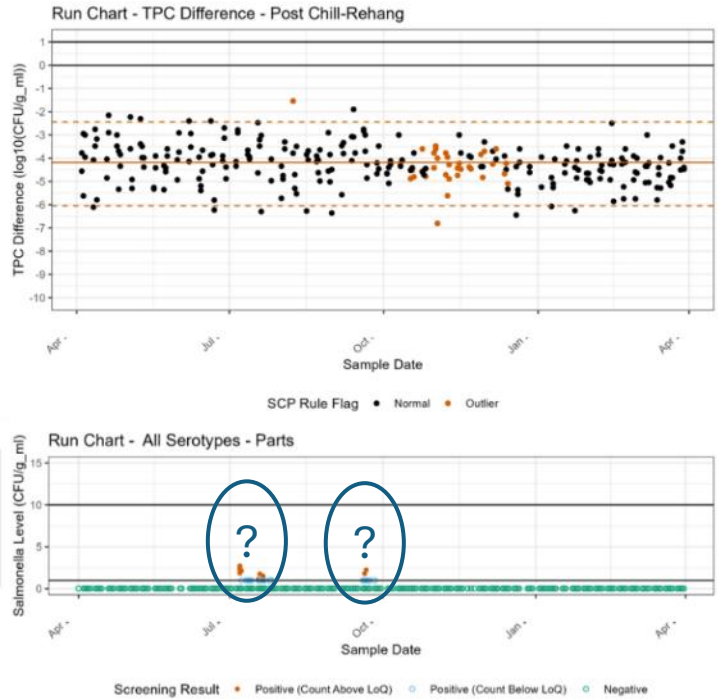 Run Chart - TPC Difference - Post Chill-Rehang
TPC Difference (log10(CFU/g_ml))
1
0
-1
-2
-3
-4
-5
-6
-7
-8
-9
-10
Apr -
Jul -
Oct -
Jan -
Apr -
Sample Date
SCP Rule Flag Normal Outlier
Run Chart - All Serotypes - Parts
Salmonella Level (CFU/g_ml)
15
10
5
0
? ?
Apr -
Jul -
Oct -
Jan -
Apr -
Sample Date
Screening Result Positive (Count Above LoQ) Positive (Count Below LoQ) Negative